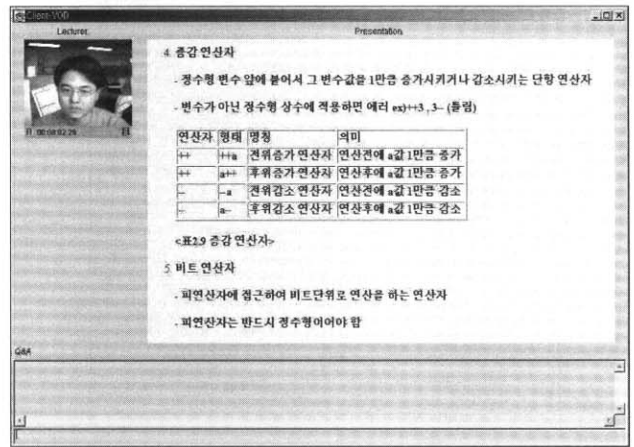 Client-VOD
Lecturer
Presentation
4. 증감 연산자
- 정수형 변수 앞에 붙어서 그 변수값을 1만큼 증가시키거나 감소시키는 단항 연산자
- 변수가 아닌 정수형 상수에 적용하면 에러 ex)++3 , 3-- (틀림)
연산자 형태 명칭 의미
++ ++a 전위증가 연산자 연산전에 a값 1만큼 증가
++ a++ 후위증가 연산자 연산후에 a값 1만큼 증가
-- --a 전위감소 연산자 연산전에 a값 1만큼 감소
-- a-- 후위감소 연산자 연산후에 a값 1만큼 감소
<표2.9 증감 연산자>
5. 비트 연산자
- 피연산자에 접근하여 비트단위로 연산을 하는 연산자
- 피연산자는 반드시 정수형이어야 함
Q&A